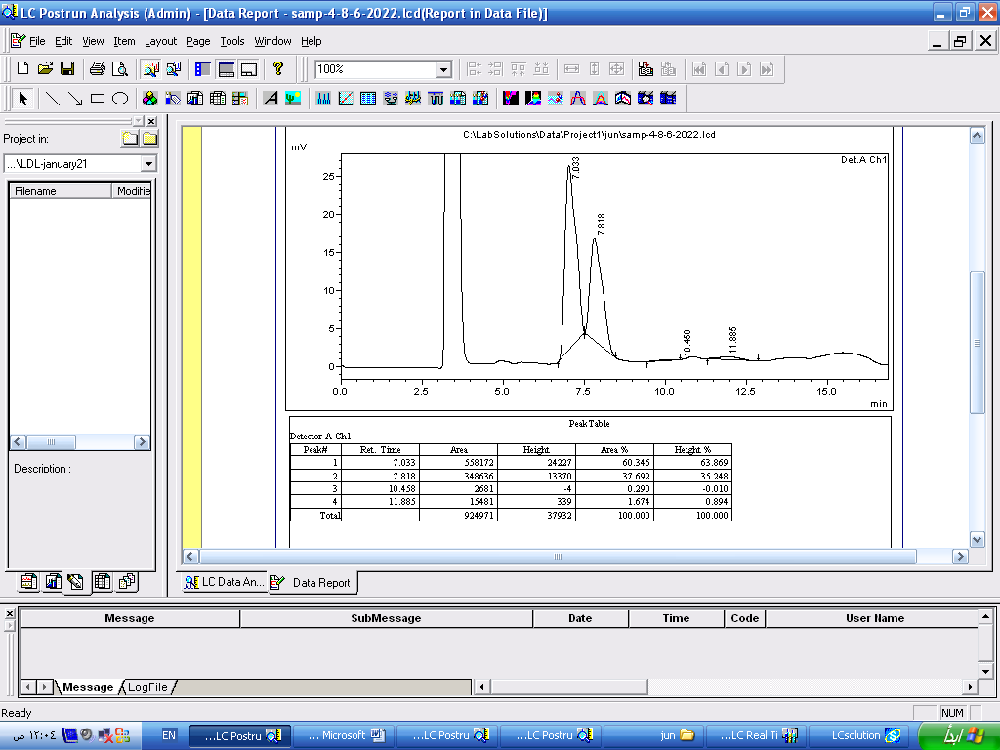 LC Postrun Analysis (Admin) - [Data Report - samp-4-8-6-2022.lcd(Report in Data File)]
File Edit View Item Layout Page Tools Window Help
100%
Project in:
...\LDL-january21
Filename Modifie
Description :
C:\LabSolutions\Data\Project1\jun\samp-4-8-6-2022.lcd
mV
Det.A Ch1
7.033
7.818
10.458
11.885
25
20
15
10
5
0
0.0 2.5 5.0 7.5 10.0 12.5 15.0
min
Peak Table
Detector A Ch1
Peak# Ret. Time Area Height Area % Height %
1 7.033 558172 24227 60.345 63.869
2 7.818 348636 13370 37.692 35.248
3 10.458 2681 -4 0.290 -0.010
4 11.885 15481 339 1.674 0.894
Total 924971 37932 100.000 100.000
LC Data An... Data Report
Message SubMessage Date Time Code User Name
Message LogFile
Ready
NUM
١٢:٠٤ ص
EN
...LC Postru
...Microsoft
...LC Postru
...LC Postru
jun
...LC Real Ti
LCsolution
ابدأ